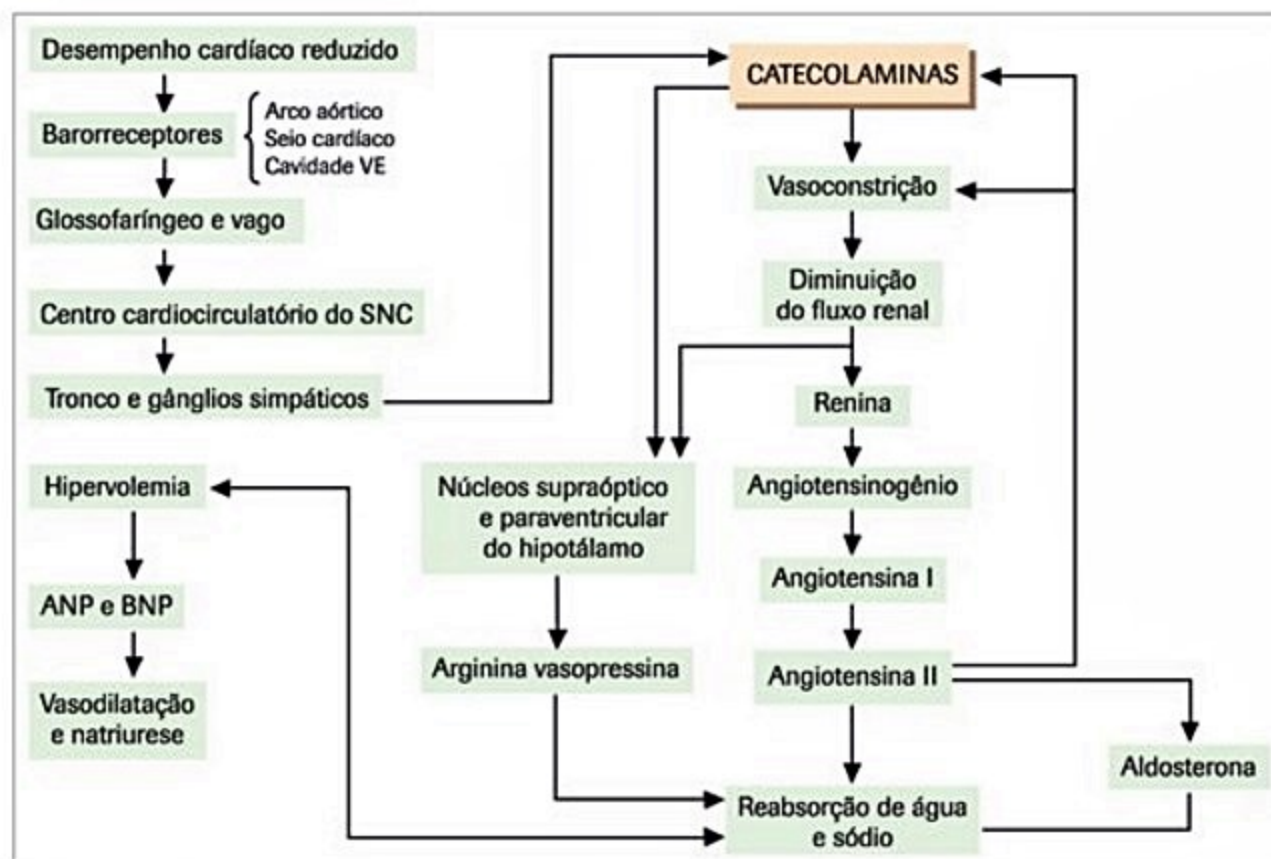 Desempenho cardíaco reduzido
Barorreceptores
Arco aórtico
Seio cardíaco
Cavidade VE
Glossofaríngeo e vago
Centro cardiocirculatório do SNC
Tronco e gânglios simpáticos
Hipervolemia
ANP e BNP
Vasodilatação
e natriurese
Núcleos supraóptico
e paraventricular
do hipotálamo
Arginina vasopressina
CATECOLAMINAS
Vasoconstrição
Diminuição
do fluxo renal
Renina
Angiotensinogênio
Angiotensina I
Angiotensina II
Aldosterona
Reabsorção de água
e sódio